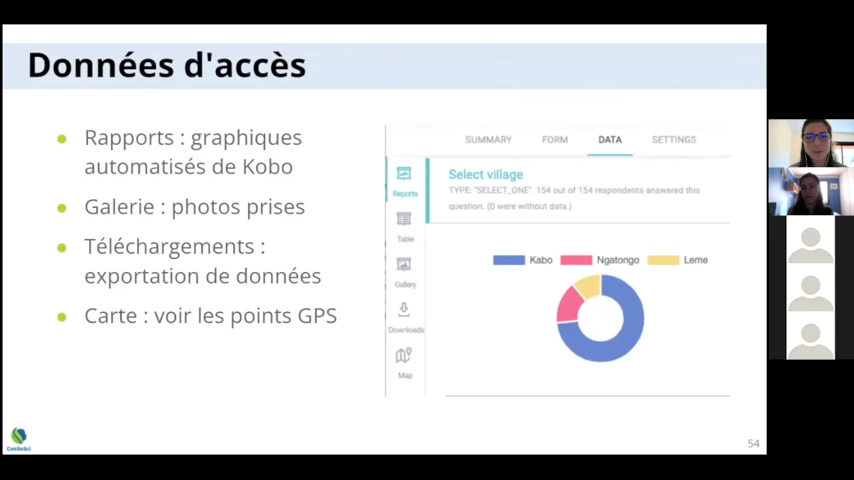 Données d'accès
Rapports : graphiques
automatisés de Kobo
Galerie : photos prises
Téléchargements :
exportation de données
Carte : voir les points GPS
SUMMARY FORM DATA SETTINGS
Reports
Table
Gallery
Downloads
Map
Select village
TYPE: "SELECT_ONE". 154 out of 154 respondents answered this
question. (0 were without data.)
Kabo Ngatongo Leme
54